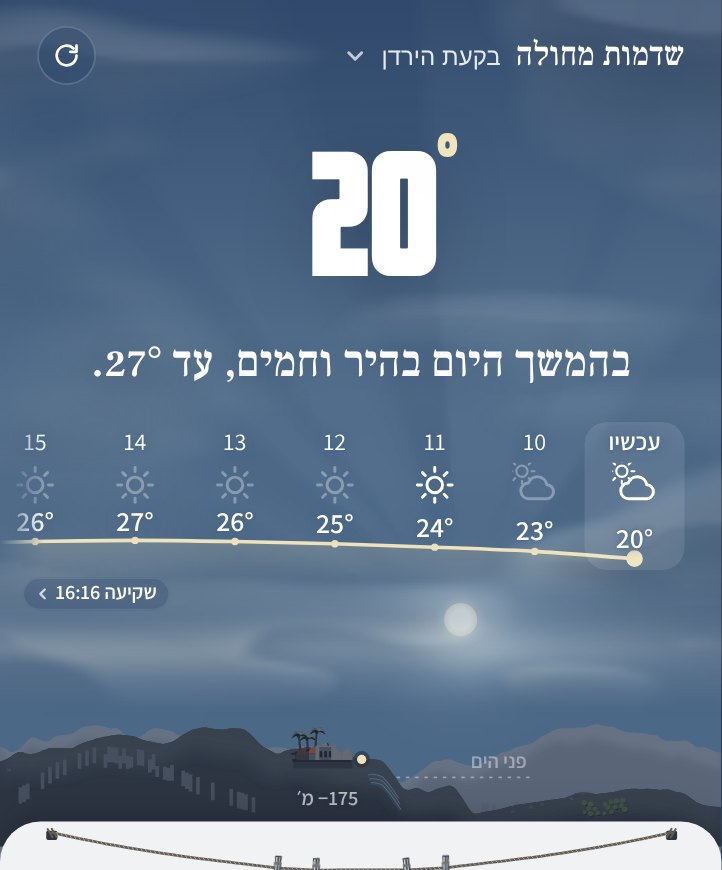 שדמות מחולה בקעת הירדן
20°
בהמשך היום בהיר וחמים, עד 27°.
עכשיו 10 11 12 13 14 15
20° 23° 24° 25° 26° 27° 26°
שקיעה 16:16
פני הים
−175 מ׳